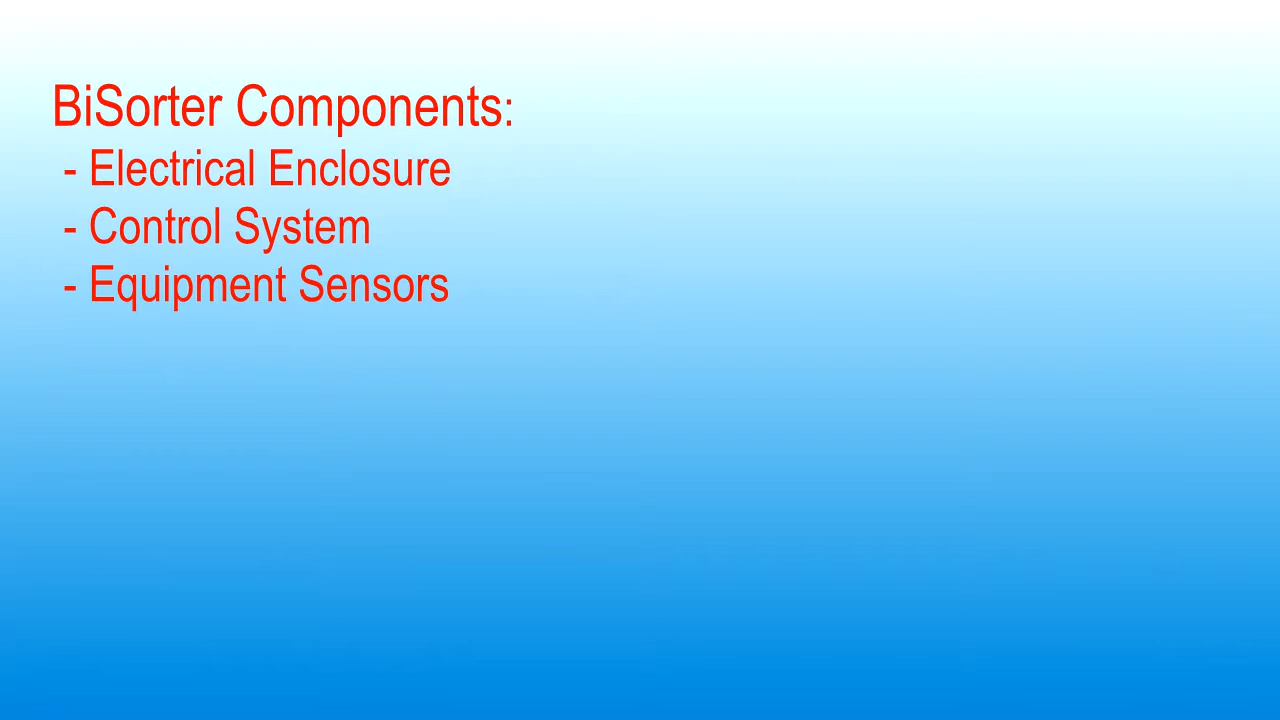 BiSorter Components:
- Electrical Enclosure
- Control System
- Equipment Sensors